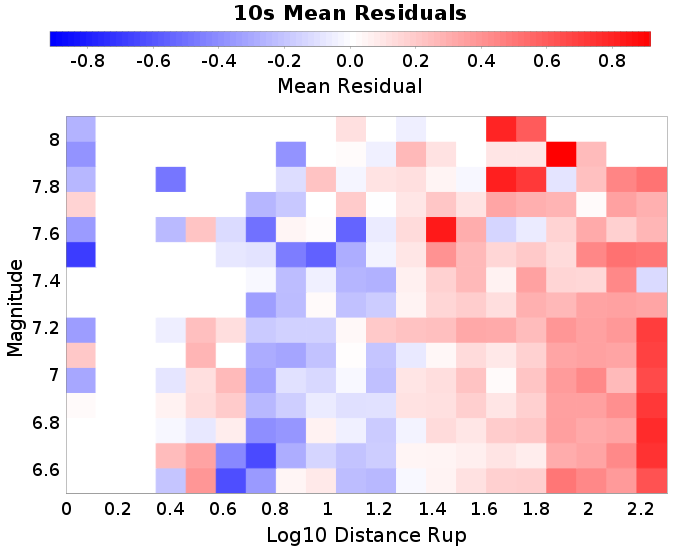 10s Mean Residuals
-0.8 -0.6 -0.4 -0.2 0.0 0.2 0.4 0.6 0.8
Mean Residual
8
7.8
7.6
7.4
7.2
7
6.8
6.6
Magnitude
0 0.2 0.4 0.6 0.8 1 1.2 1.4 1.6 1.8 2 2.2
Log10 Distance Rup